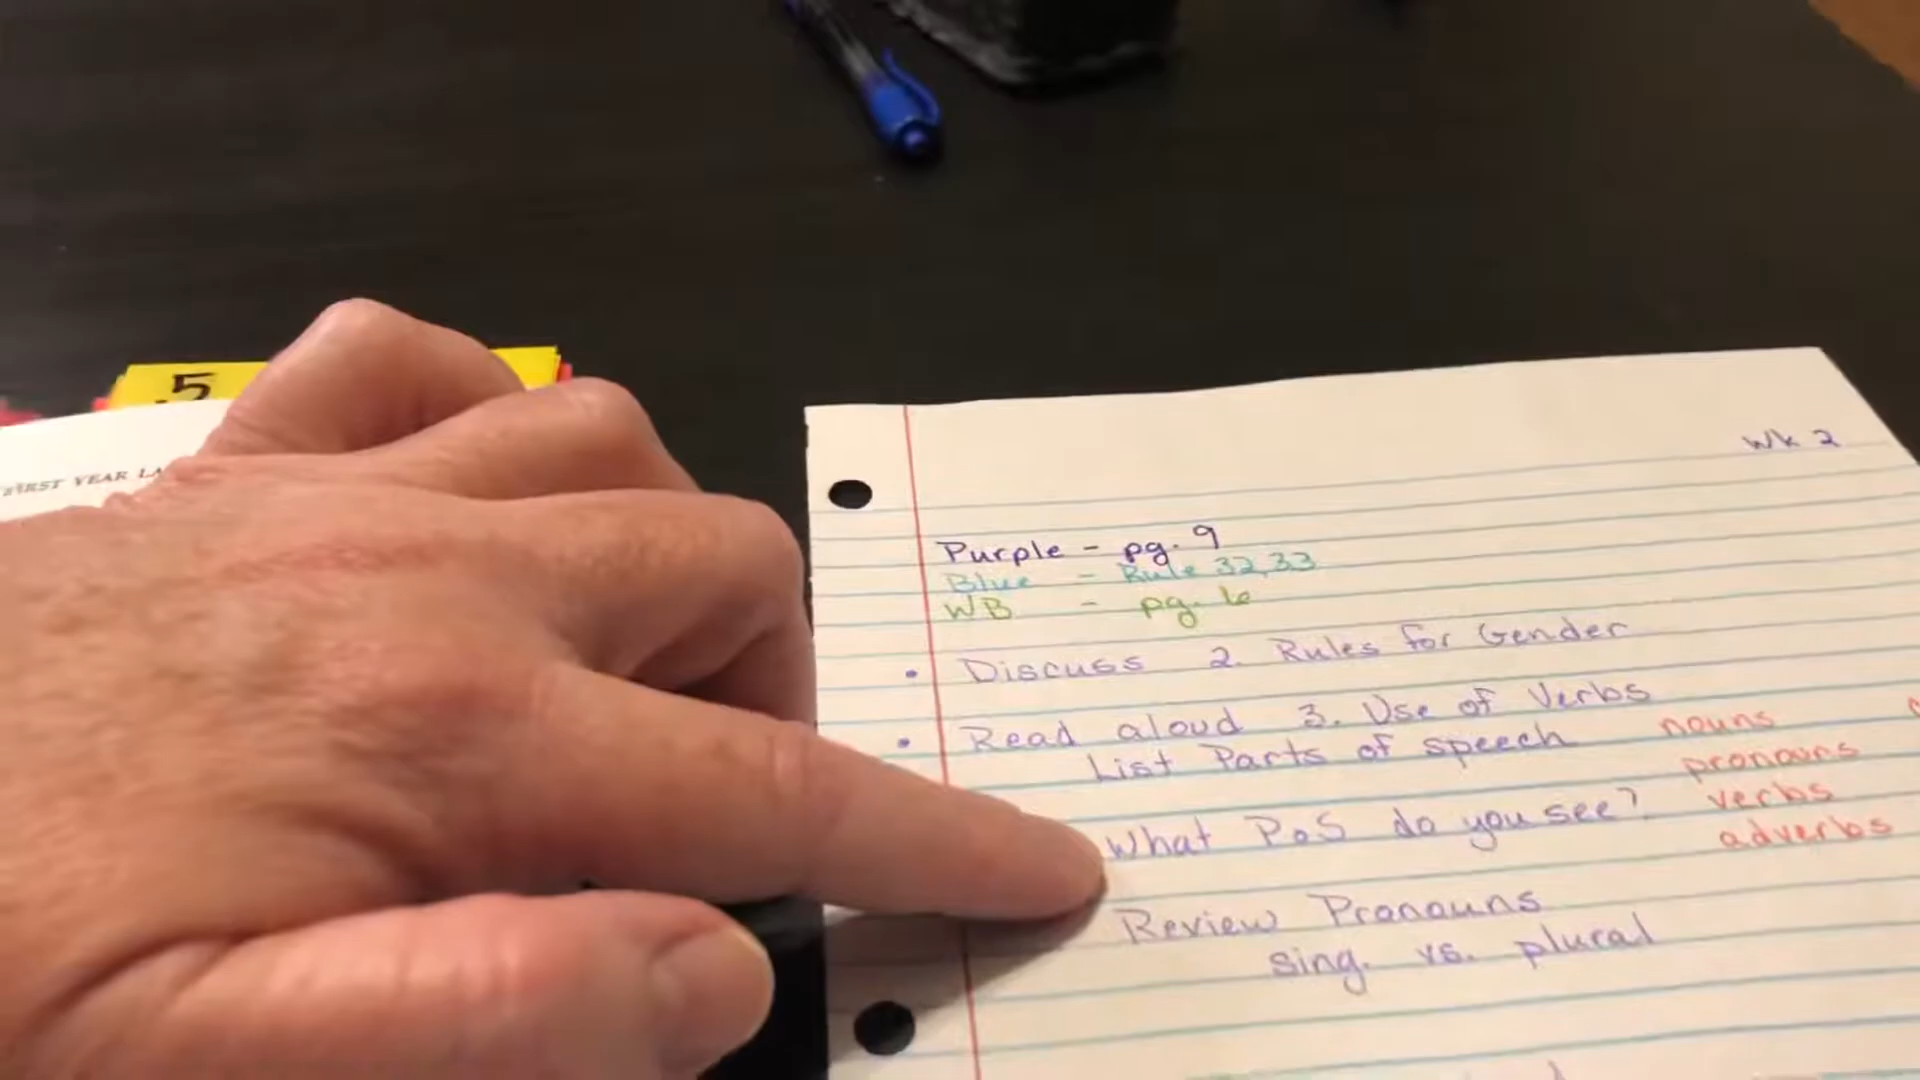 .5
FIRST YEAR LA
Wk 2
Purple - pg. 9
Blue - Rule 32,33
WB - pg. 6
• Discuss 2. Rules for Gender
• Read aloud 3. Use of Verbs
List Parts of speech nouns
pronouns
What PoS do you see? verbs
adverbs
Review Pronouns
sing. vs. plural